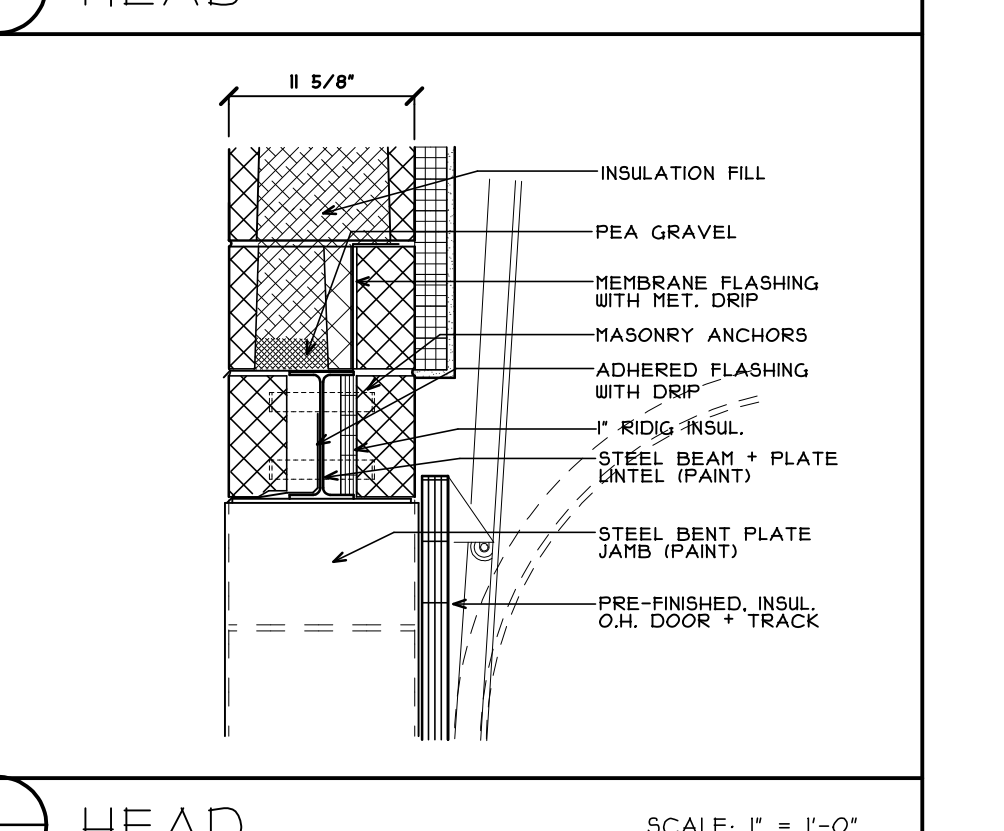 HEAD
11 5/8"
INSULATION FILL
PEA GRAVEL
MEMBRANE FLASHING
WITH MET. DRIP
MASONRY ANCHORS
ADHERED FLASHING
WITH DRIP
1" RIDIG INSUL.
STEEL BEAM + PLATE
LINTEL (PAINT)
STEEL BENT PLATE
JAMB (PAINT)
PRE-FINISHED, INSUL.
O.H. DOOR + TRACK
HEAD
SCALE: 1" = 1'-0"